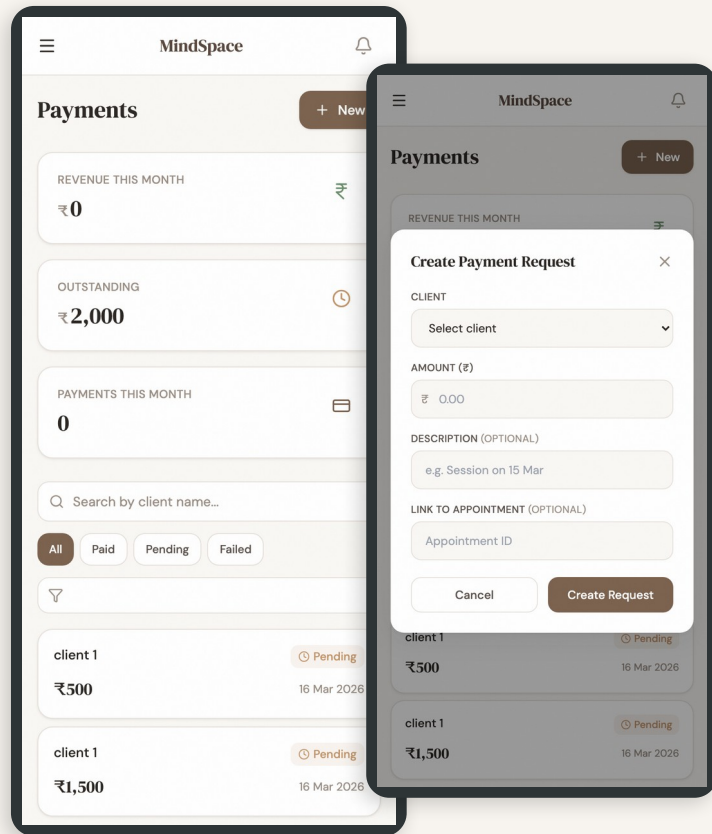 MindSpace
Payments
+ New
REVENUE THIS MONTH
₹0
₹
OUTSTANDING
₹2,000
PAYMENTS THIS MONTH
0
Search by client name...
All
Paid
Pending
Failed
client 1
Pending
₹500
16 Mar 2026
client 1
Pending
₹1,500
16 Mar 2026
MindSpace
Payments
+ New
REVENUE THIS MONTH
₹
Create Payment Request
CLIENT
Select client
AMOUNT (₹)
₹ 0.00
DESCRIPTION (OPTIONAL)
e.g. Session on 15 Mar
LINK TO APPOINTMENT (OPTIONAL)
Appointment ID
Cancel
Create Request
client 1
Pending
₹500
16 Mar 2026
client 1
Pending
₹1,500
16 Mar 2026